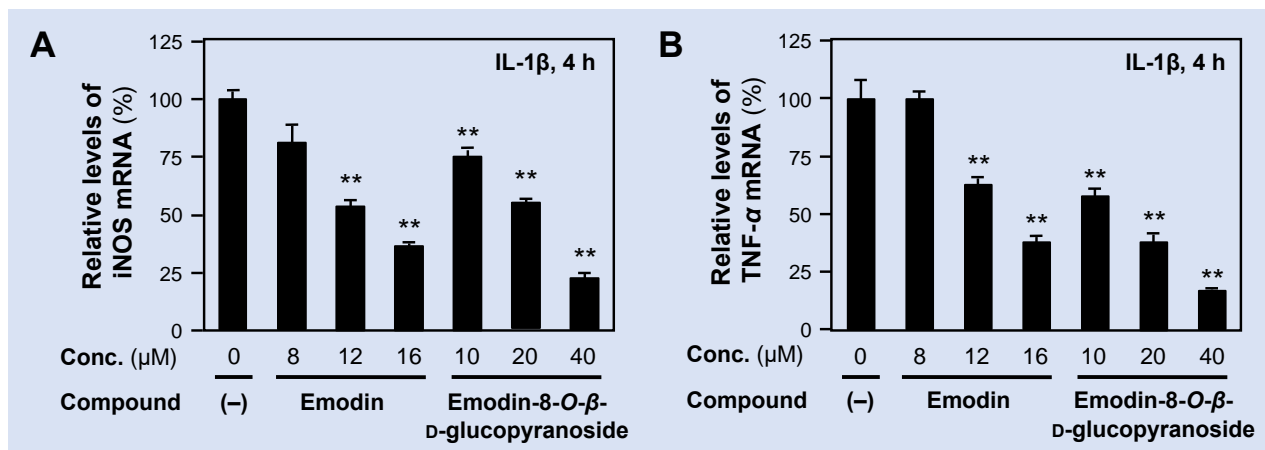 A
Relative levels of
iNOS mRNA (%)
125
100
75
50
25
0
IL-1β, 4 h
**
**
**
**
**
Conc. (μM) 0 8 12 16 10 20 40
Compound (–) Emodin Emodin-8-O-β-
D-glucopyranoside
B
Relative levels of
TNF-α mRNA (%)
125
100
75
50
25
0
IL-1β, 4 h
**
**
**
**
**
Conc. (μM) 0 8 12 16 10 20 40
Compound (–) Emodin Emodin-8-O-β-
D-glucopyranoside